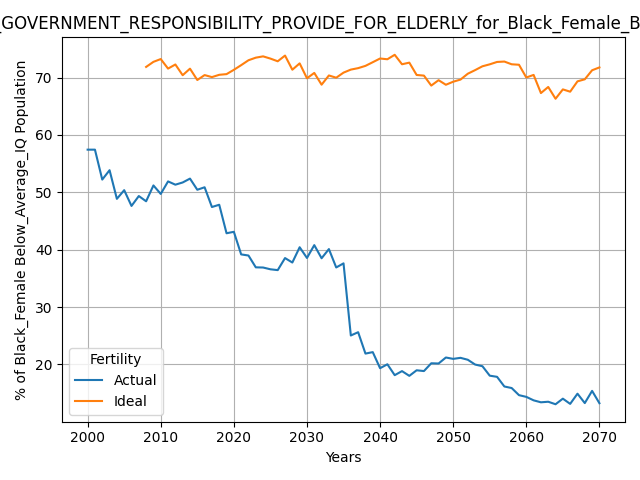 _GOVERNMENT_RESPONSIBILITY_PROVIDE_FOR_ELDERLY_for_Black_Female_B
% of Black_Female Below_Average_IQ Population
70
60
50
40
30
20
Fertility
Actual
Ideal
2000 2010 2020 2030 2040 2050 2060 2070
Years